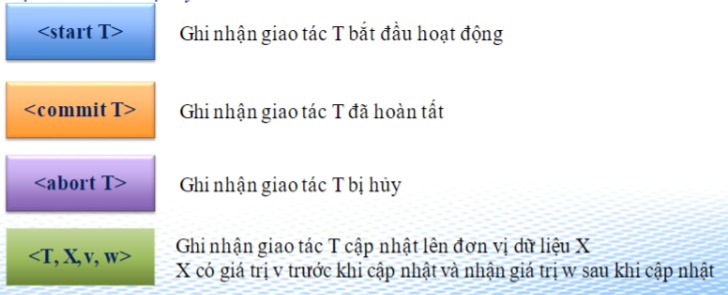 <start T>
Ghi nhận giao tác T bắt đầu hoạt động
<commit T>
Ghi nhận giao tác T đã hoàn tất
<abort T>
Ghi nhận giao tác T bị hủy
<T, X,v, w>
Ghi nhận giao tác T cập nhật lên đơn vị dữ liệu X
X có giá trị v trước khi cập nhật và nhận giá trị w sau khi cập nhật